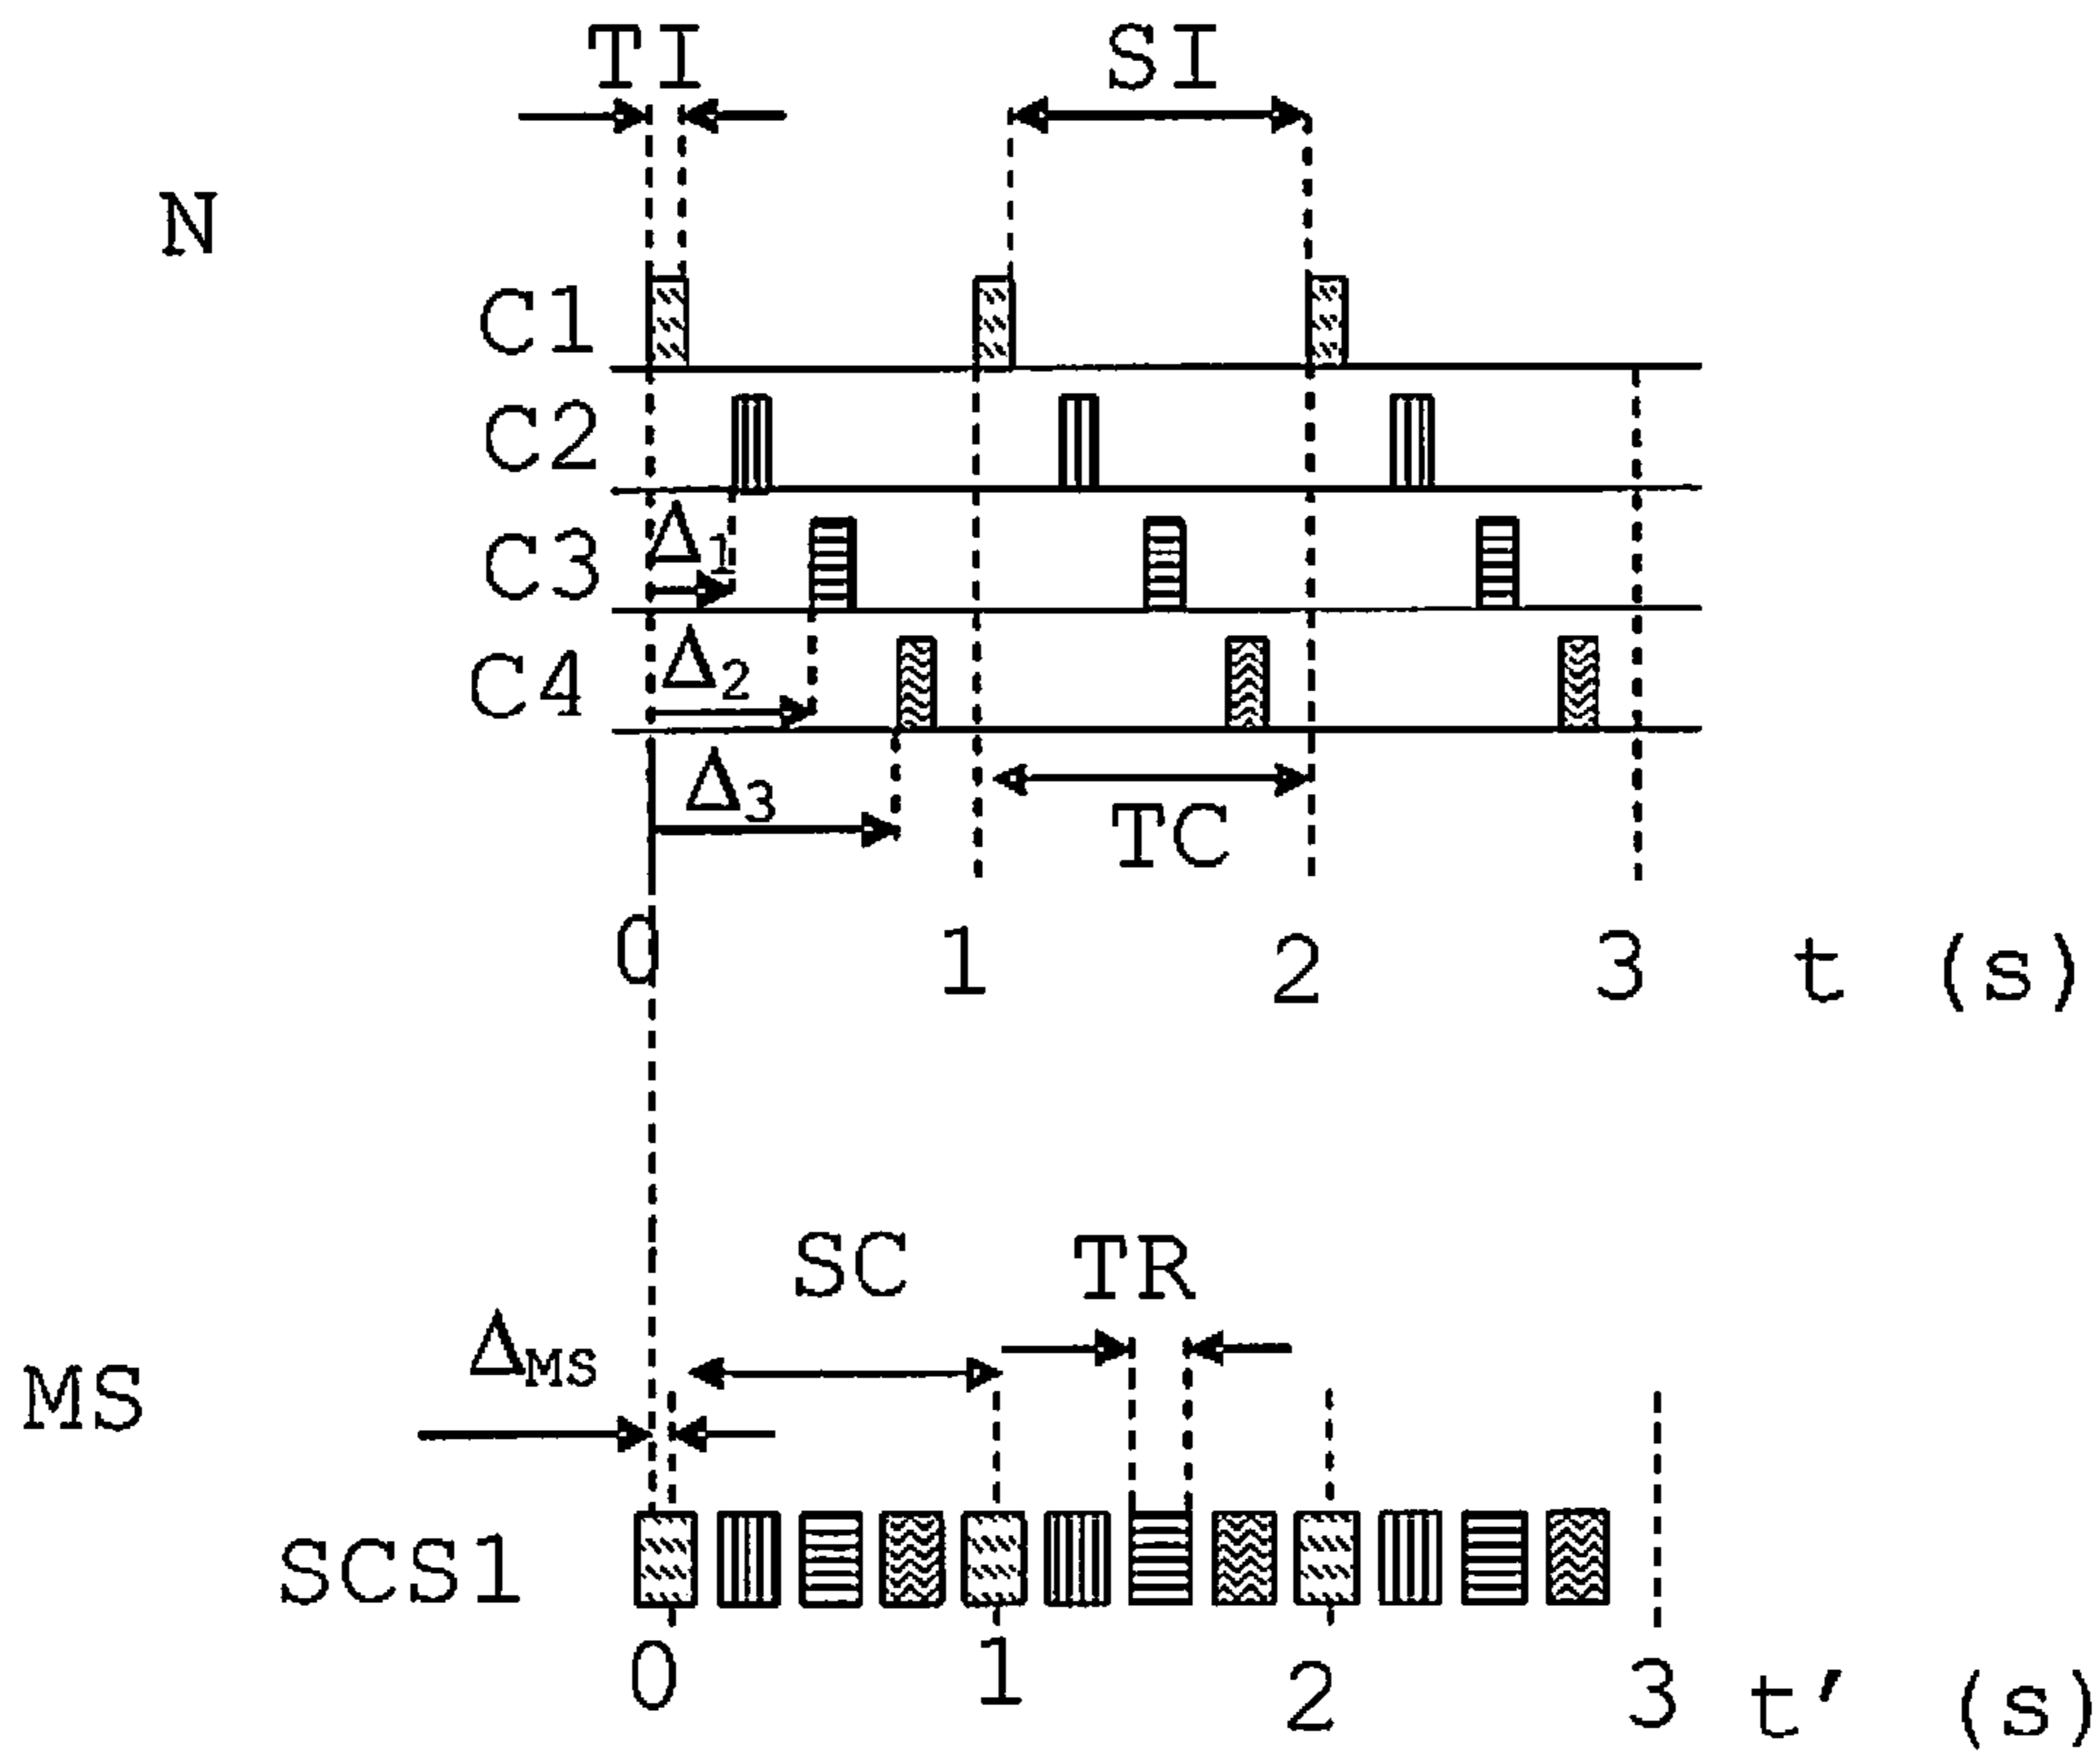 TI SI
N
C1
C2
Δ1
C3
Δ2
C4
Δ3
TC
0 1 2 3 t (s)
SC TR
ΔMS
MS
SCS1
0 1 2 3 t' (s)